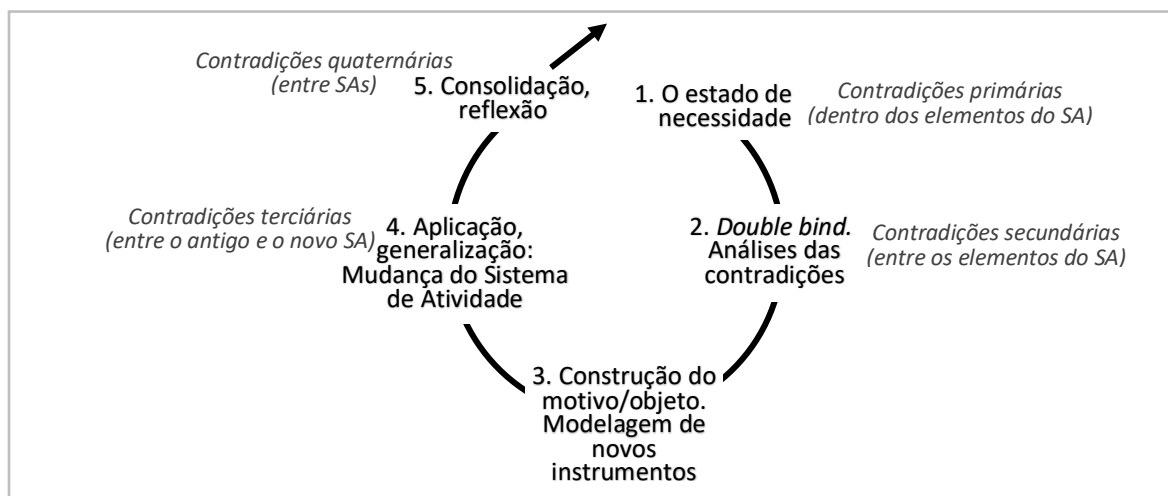 Contradições quaternárias
(entre SAs)
5. Consolidação,
reflexão
1. O estado de
necessidade
Contradições primárias
(dentro dos elementos do SA)
2. Double bind.
Análises das
contradições
Contradições secundárias
(entre os elementos do SA)
3. Construção do
motivo/objeto.
Modelagem de
novos
instrumentos
Contradições terciárias
(entre o antigo e o novo SA)
4. Aplicação,
generalização:
Mudança do Sistema
de Atividade